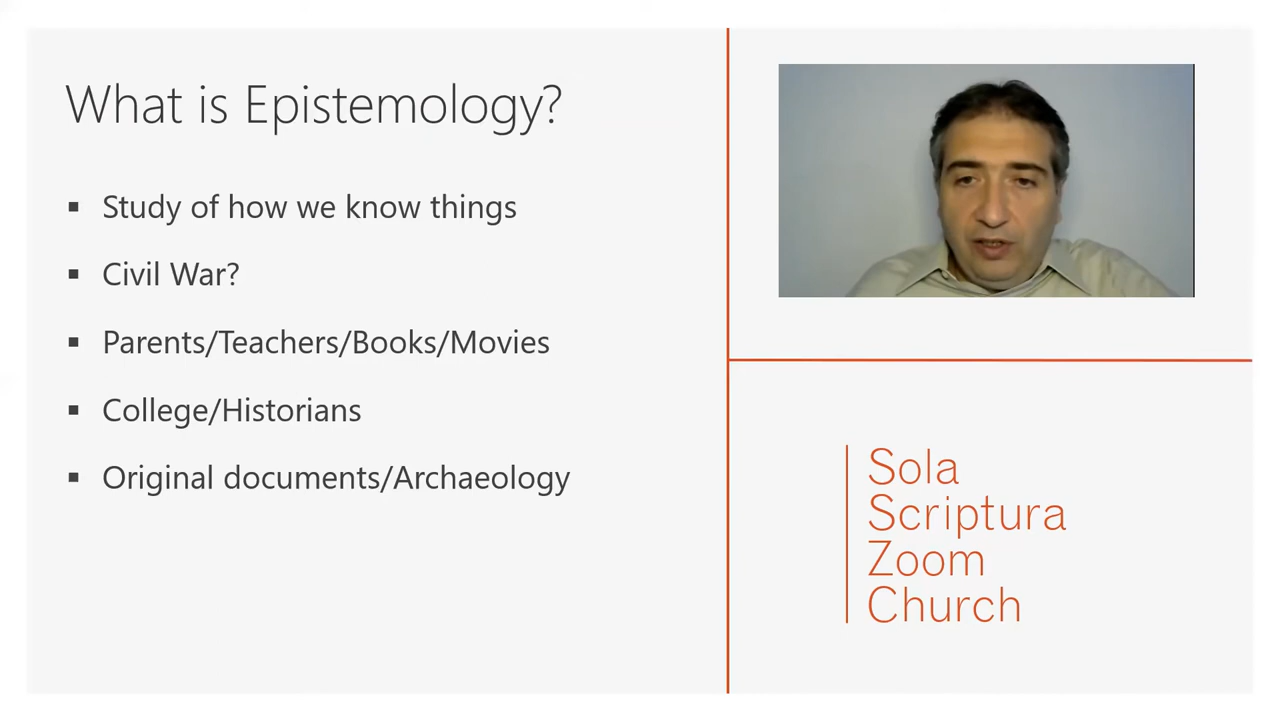 What is Epistemology?
Study of how we know things
Civil War?
Parents/Teachers/Books/Movies
College/Historians
Original documents/Archaeology
Sola
Scriptura
Zoom
Church